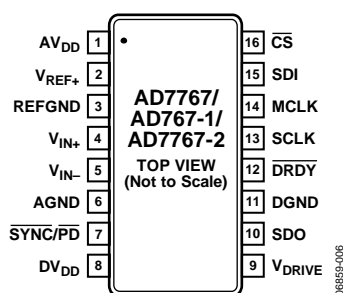 AVDD 1
VREF+ 2
REFGND 3
VIN+ 4
VIN– 5
AGND 6
SYNC/PD 7
DVDD 8
AD7767/
AD767-1/
AD7767-2
TOP VIEW
(Not to Scale)
16 CS
15 SDI
14 MCLK
13 SCLK
12 DRDY
11 DGND
10 SDO
9 VDRIVE
06859-006